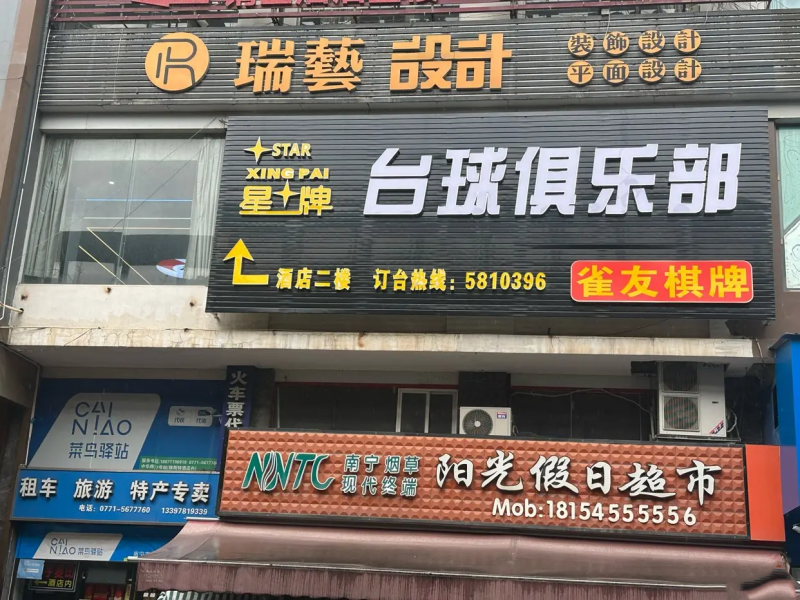 瑞藝 設計
裝飾設計
平面設計
STAR
XING PAI
星牌
台球俱乐部
酒店二楼 订台热线：5810396
雀友棋牌
火车票代
CAI
NIAO
菜鸟驿站
租车 旅游 特产专卖
电话:0771-5677760 13397819339
NNTC 南宁烟草
现代终端
阳光假日超市
Mob:18154555556
CAI
NIAO 菜鸟驿站
酒店内